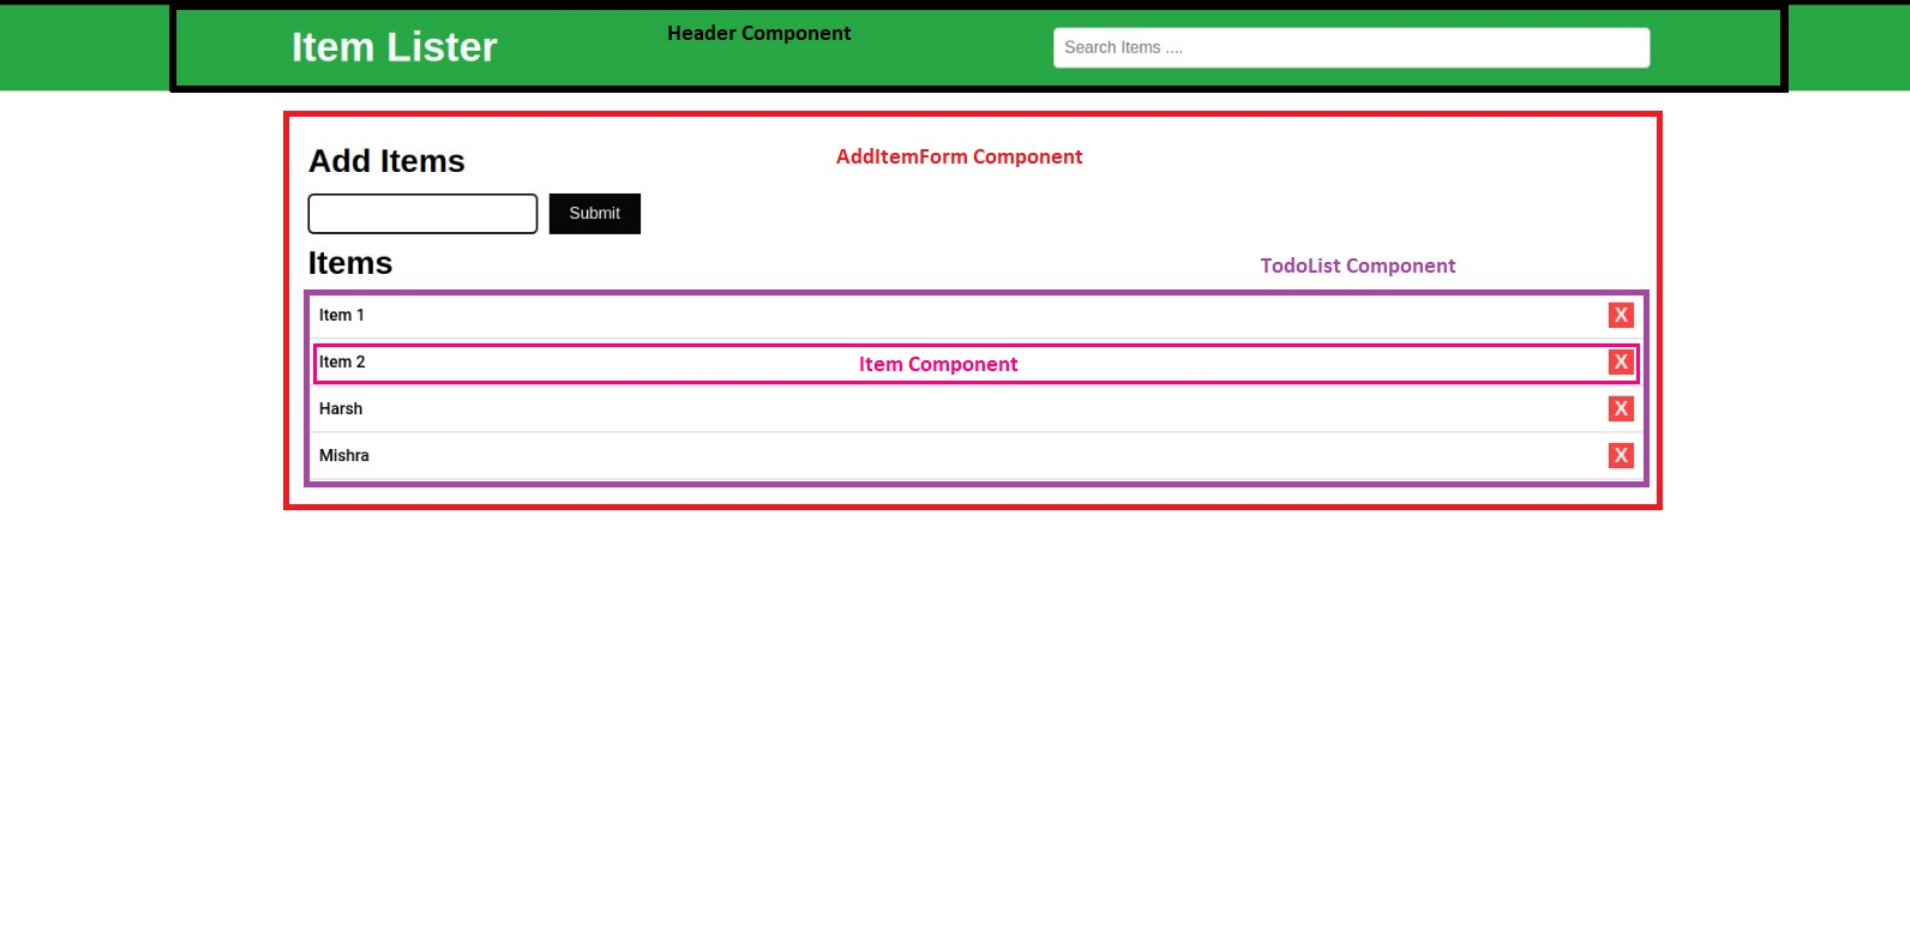 Item Lister
Header Component
Search Items ....
Add Items
AddItemForm Component
Submit
Items
TodoList Component
Item 1
X
Item 2
Item Component
X
Harsh
X
Mishra
X